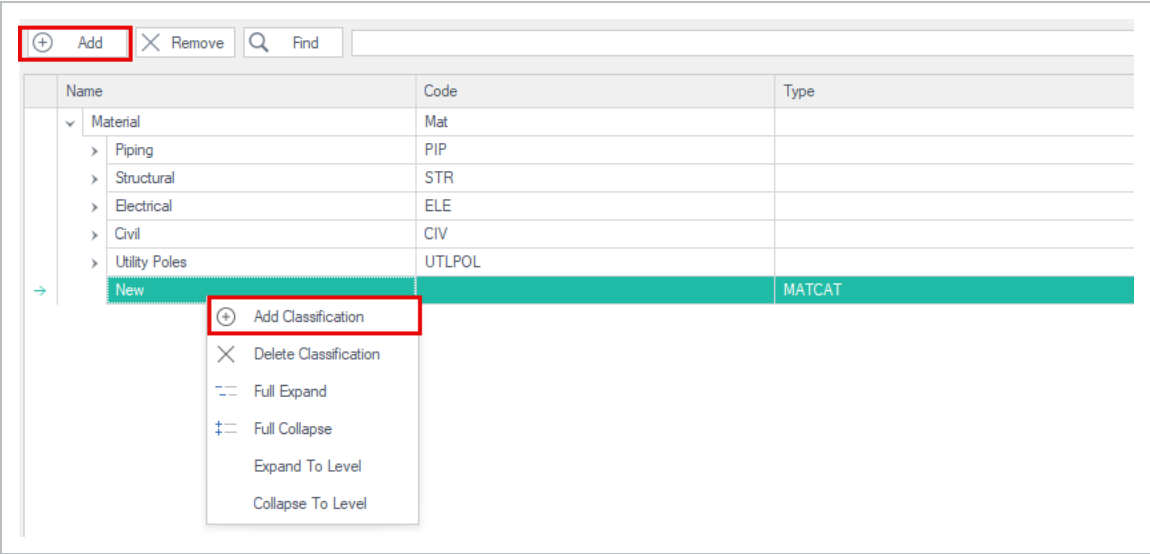 Add Remove Find
Name Code Type
Material Mat
Piping PIP
Structural STR
Electrical ELE
Civil CIV
Utility Poles UTLPOL
New MATCAT
Add Classification
Delete Classification
Full Expand
Full Collapse
Expand To Level
Collapse To Level